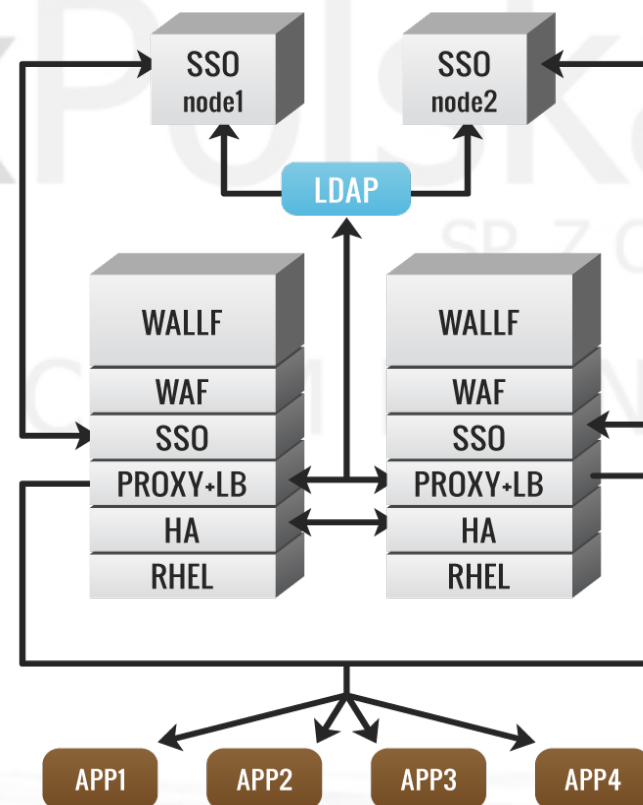 SSO
node1
SSO
node2
LDAP
WALLF
WAF
SSO
PROXY+LB
HA
RHEL
WALLF
WAF
SSO
PROXY+LB
HA
RHEL
APP1
APP2
APP3
APP4